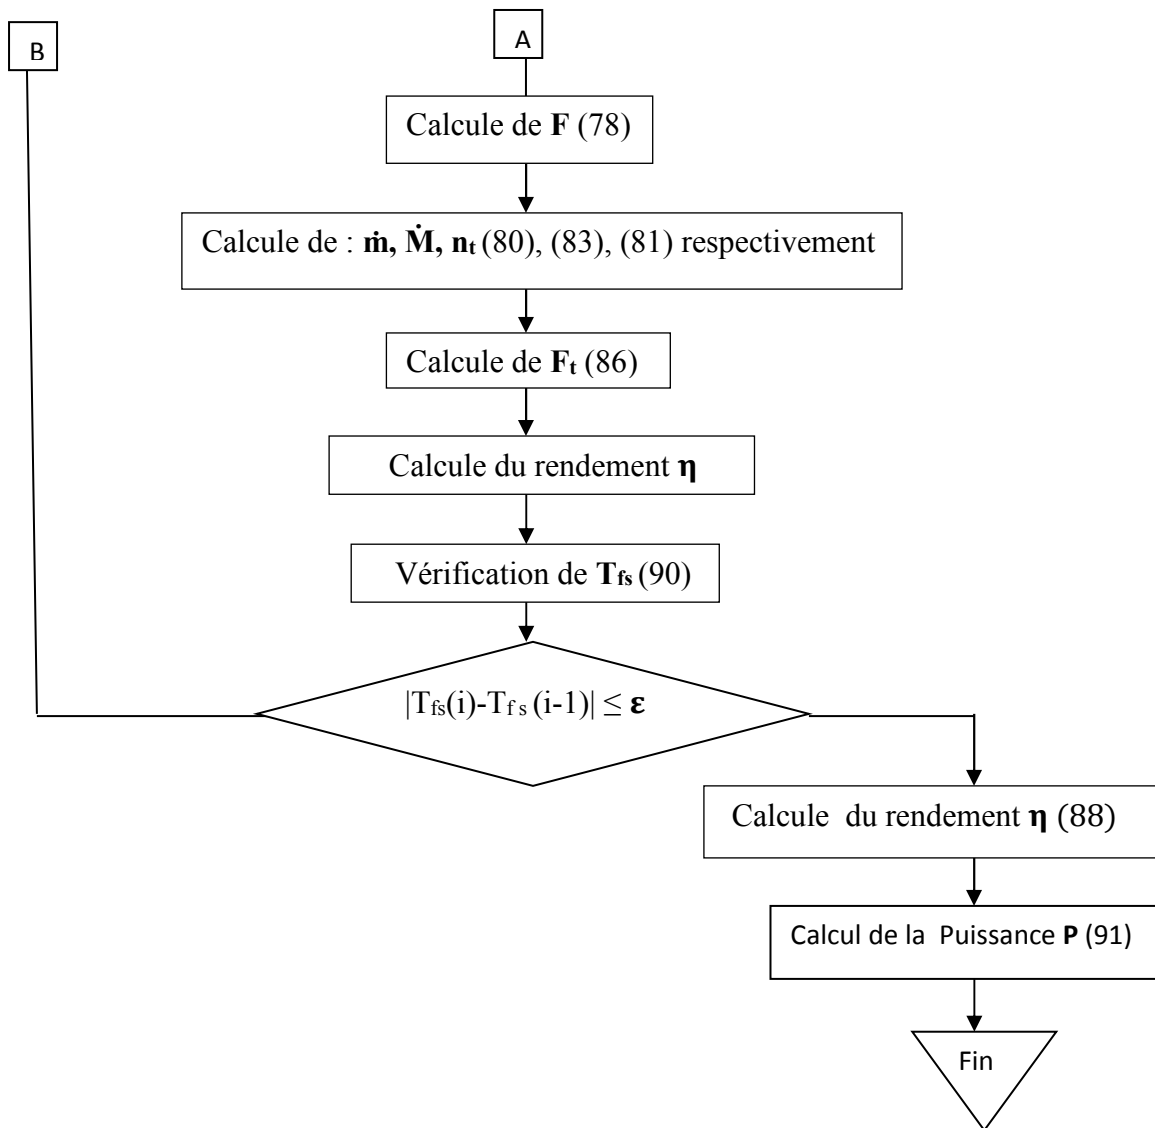 B
A
Calcule de F (78)
Calcule de : ṁ, Ṁ, nt (80), (83), (81) respectivement
Calcule de Ft (86)
Calcule du rendement η
Vérification de Tfs (90)
|Tfs(i)-Tf s (i-1)| ≤ ε
Calcule du rendement η (88)
Calcul de la Puissance P (91)
Fin